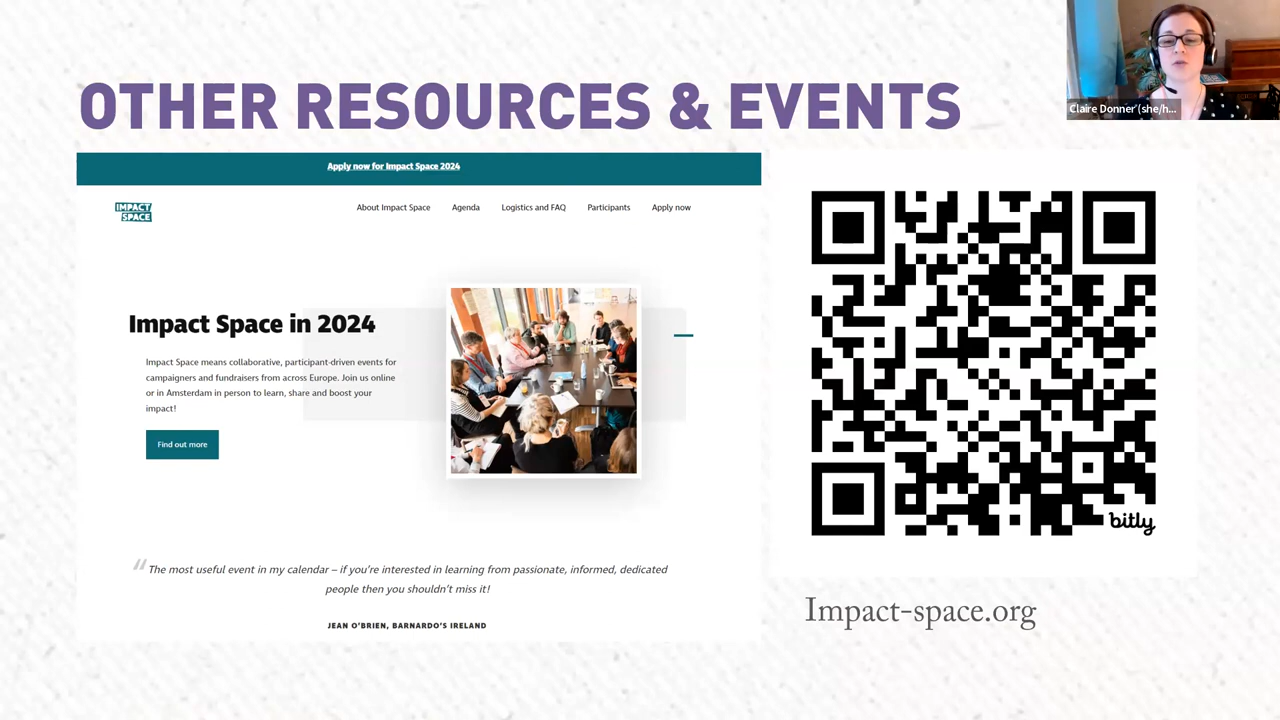 OTHER RESOURCES & EVENTS
Claire Donner (she/h...
Apply now for Impact Space 2024
IMPACT
SPACE
About Impact Space Agenda Logistics and FAQ Participants Apply now
Impact Space in 2024
Impact Space means collaborative, participant-driven events for
campaigners and fundraisers from across Europe. Join us online
or in Amsterdam in person to learn, share and boost your
impact!
Find out more
bitly
"The most useful event in my calendar – if you're interested in learning from passionate, informed, dedicated
people then you shouldn't miss it!
JEAN O'BRIEN, BARNARDO'S IRELAND
Impact-space.org